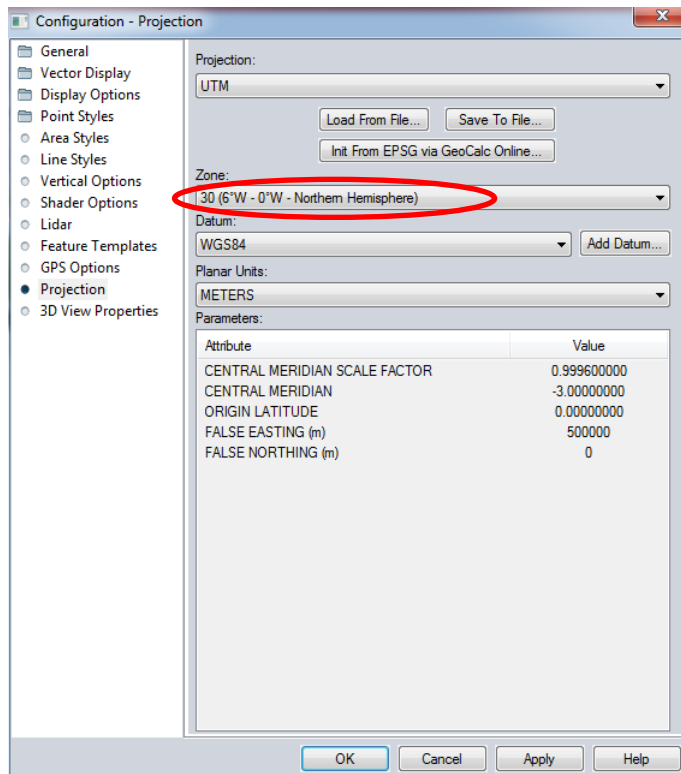 Configuration - Projection
X
General
Vector Display
Display Options
Point Styles
Area Styles
Line Styles
Vertical Options
Shader Options
Lidar
Feature Templates
GPS Options
Projection
3D View Properties
Projection:
UTM
Load From File... Save To File...
Init From EPSG via GeoCalc Online...
Zone:
30 (6°W - 0°W - Northern Hemisphere)
Datum:
WGS84 Add Datum...
Planar Units:
METERS
Parameters:
Attribute Value
CENTRAL MERIDIAN SCALE FACTOR 0.999600000
CENTRAL MERIDIAN -3.00000000
ORIGIN LATITUDE 0.00000000
FALSE EASTING (m) 500000
FALSE NORTHING (m) 0
OK Cancel Apply Help